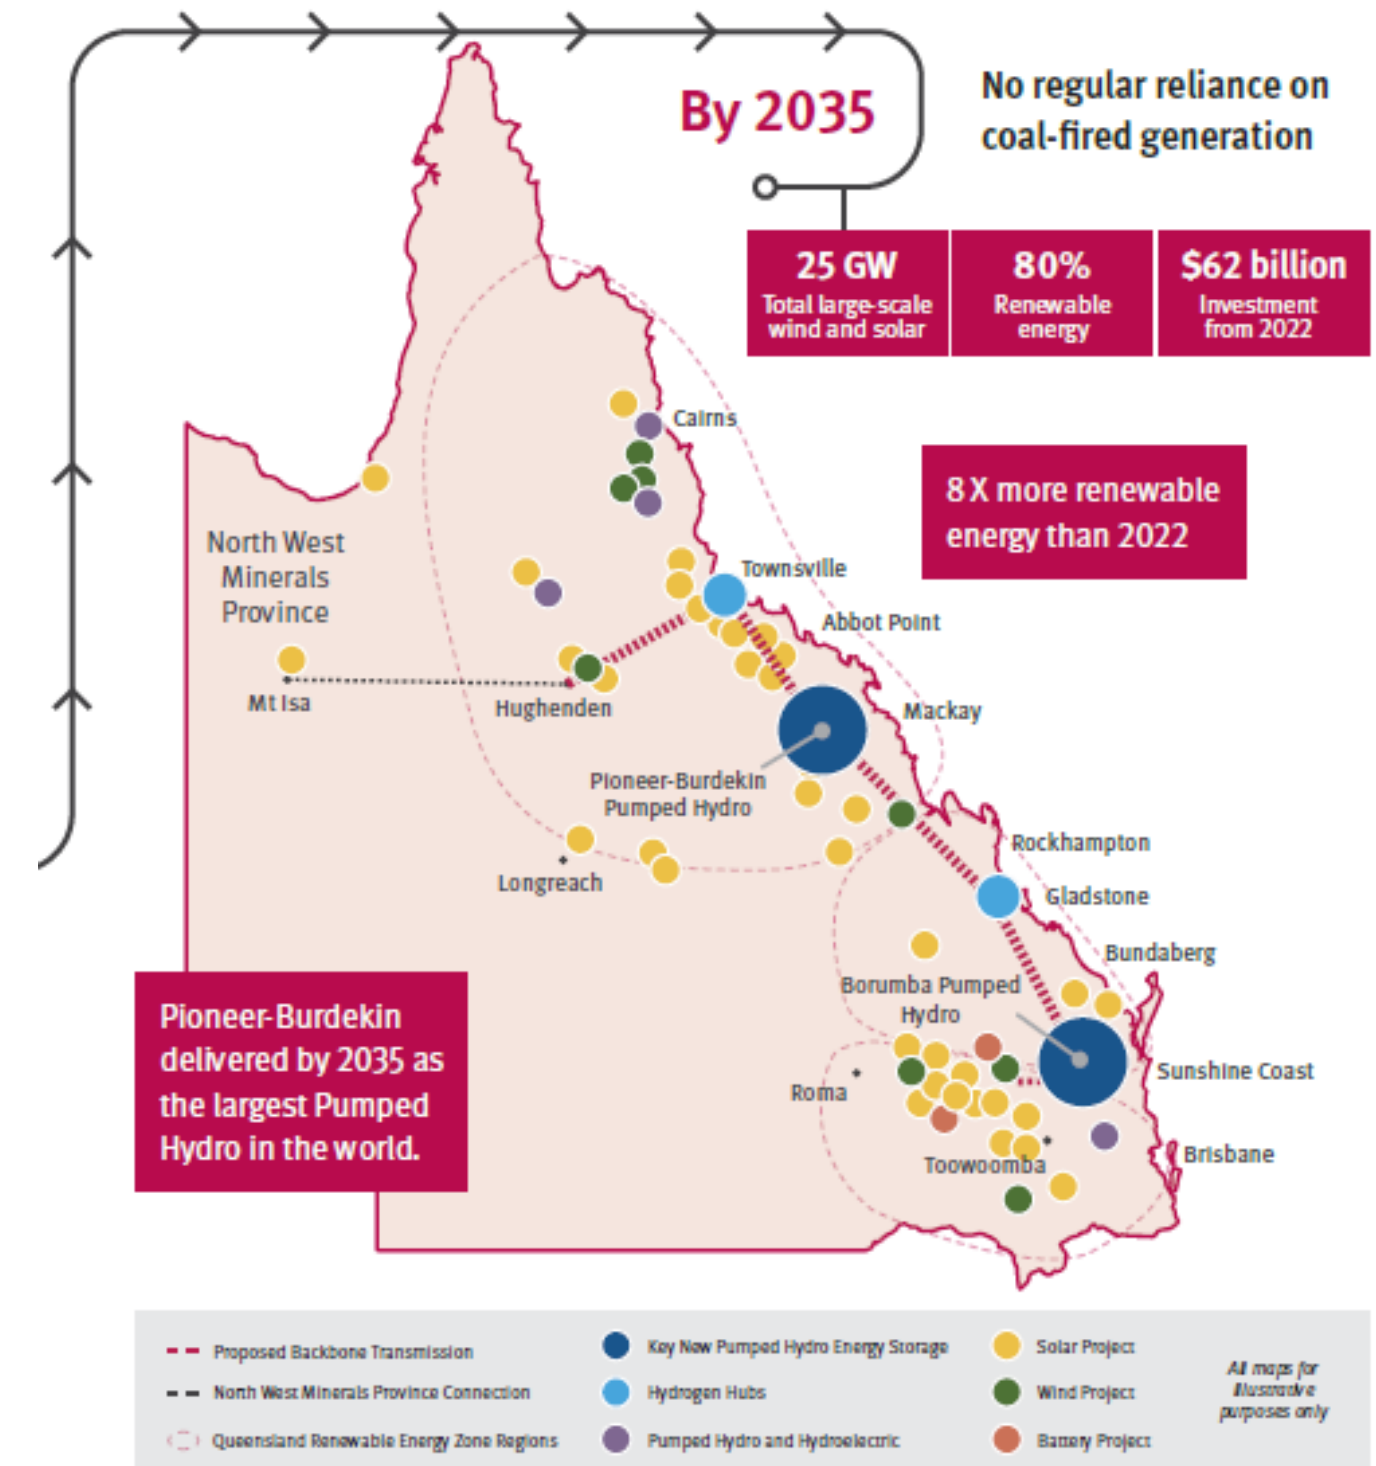 By 2035
No regular reliance on
coal-fired generation
25 GW
Total large-scale
wind and solar
80%
Renewable
energy
$62 billion
Investment
from 2022
8X more renewable
energy than 2022
Cairns
North West
Minerals
Province
Townsville
Abbot Point
Mt Isa
Hughenden
Mackay
Pioneer-Burdekin
Pumped Hydro
Rockhampton
Longreach
Gladstone
Bundaberg
Borumba Pumped
Hydro
Pioneer-Burdekin
delivered by 2035 as
the largest Pumped
Hydro in the world.
Roma
Sunshine Coast
Toowoomba
Brisbane
Proposed Backbone Transmission
North West Minerals Province Connection
Queensland Renewable Energy Zone Regions
Key New Pumped Hydro Energy Storage
Hydrogen Hubs
Pumped Hydro and Hydroelectric
Solar Project
Wind Project
Battery Project
All maps for
illustrative
purposes only